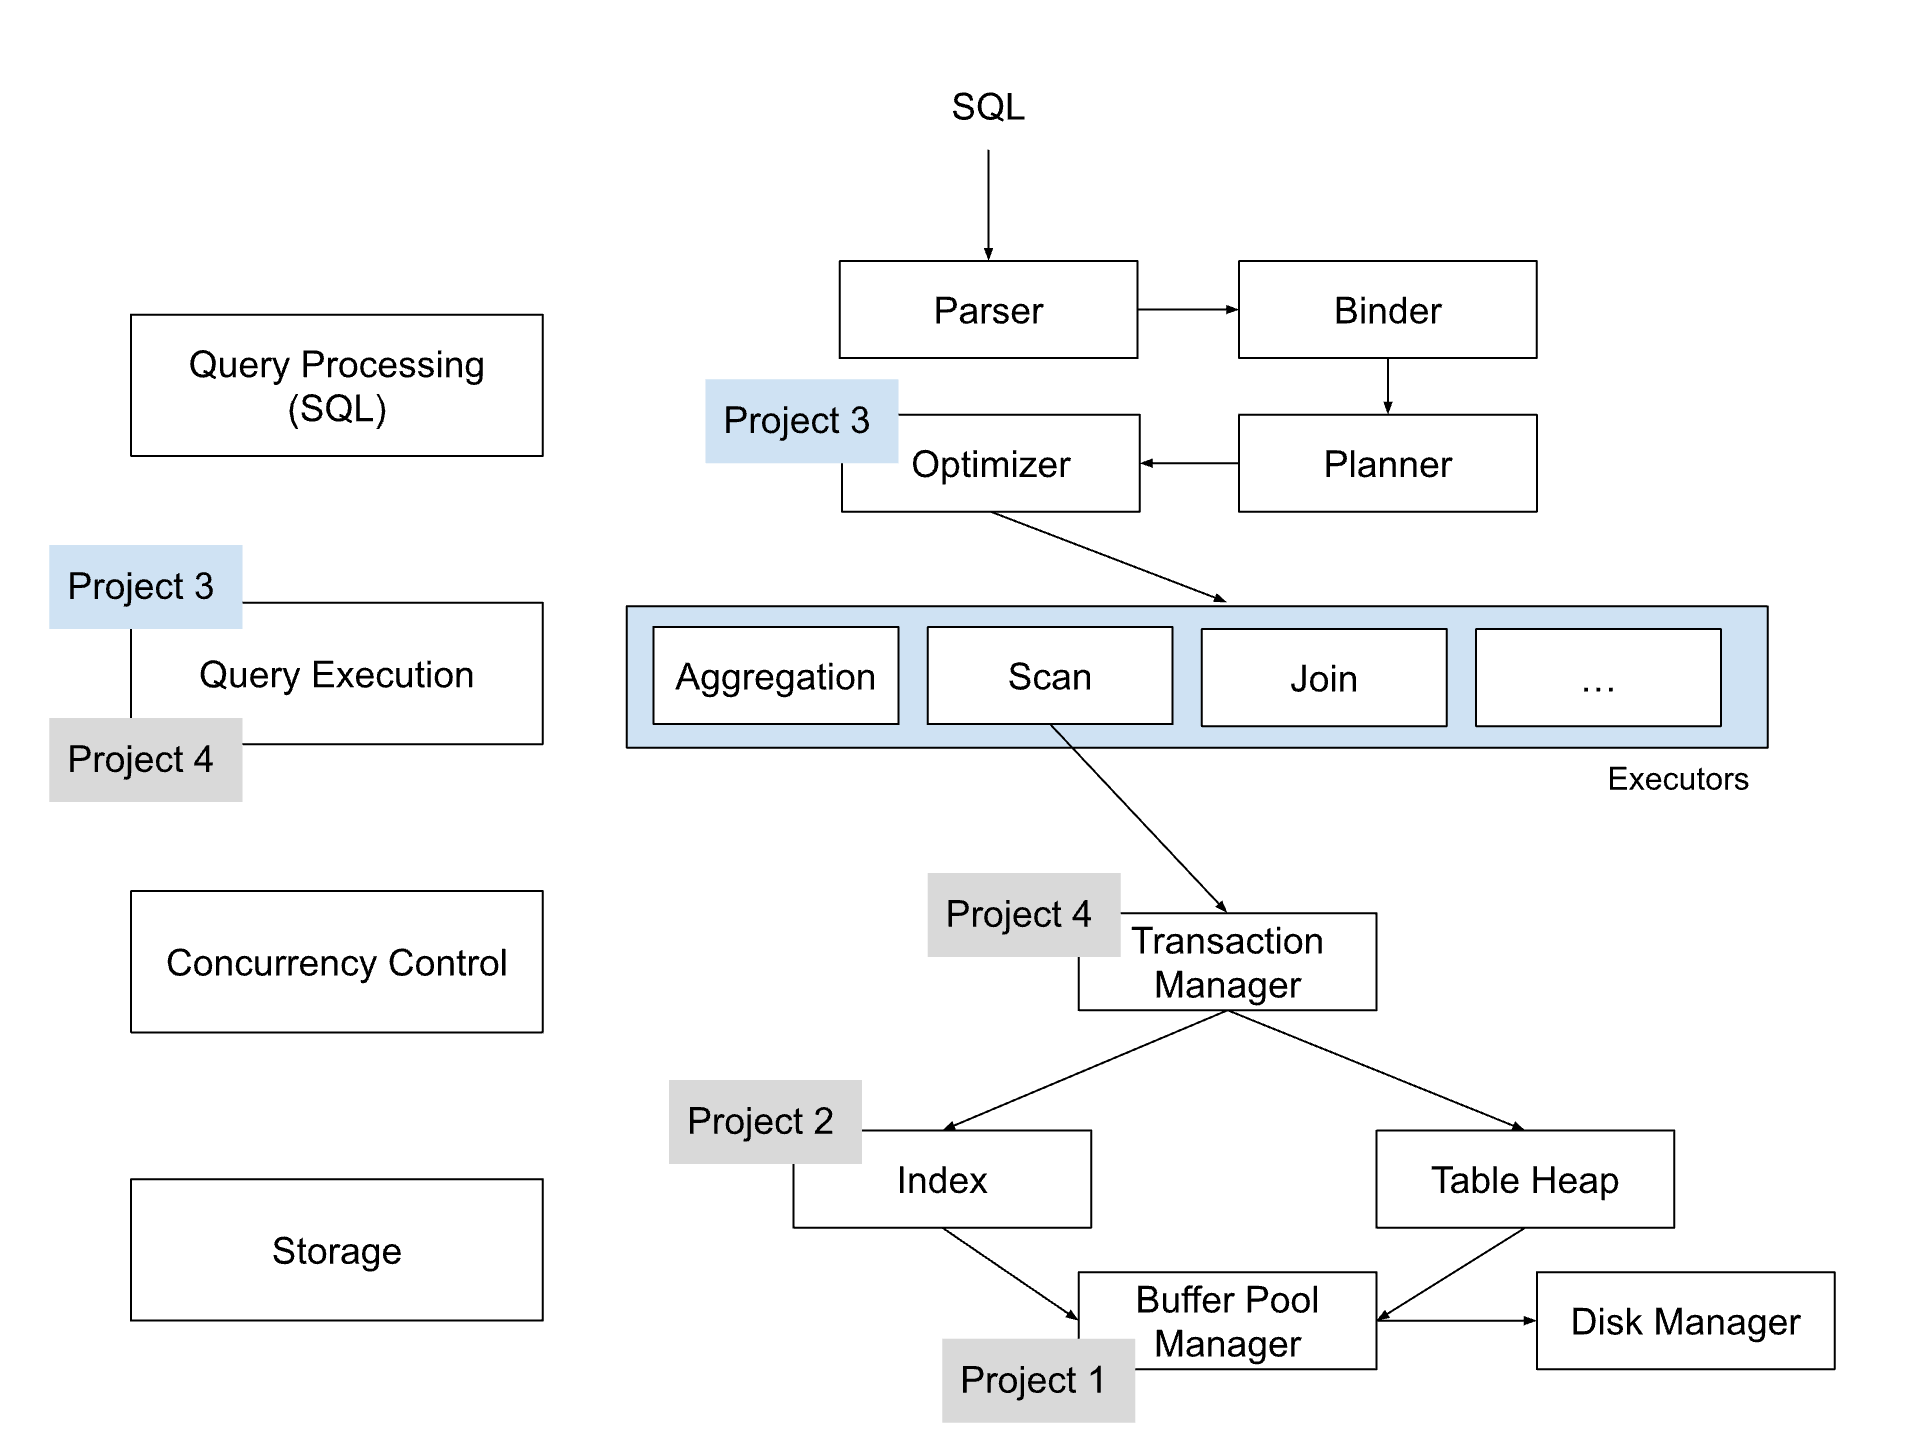 SQL
Parser
Binder
Query Processing
(SQL)
Project 3
Optimizer
Planner
Project 3
Query Execution
Project 4
Aggregation
Scan
Join
...
Executors
Project 4
Transaction
Manager
Concurrency Control
Project 2
Index
Table Heap
Storage
Buffer Pool
Manager
Disk Manager
Project 1